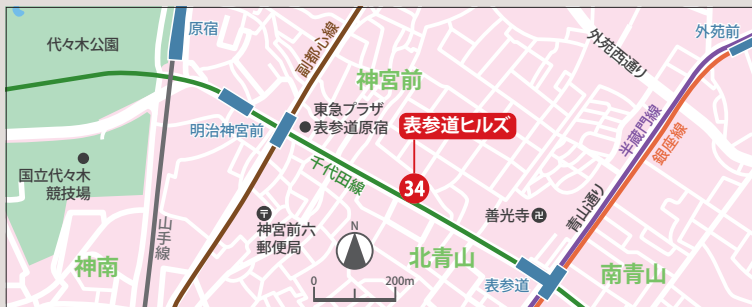 代々木公園
原宿
副都心線
神宮前
外苑西通り
外苑前
東急プラザ
表参道原宿
表参道ヒルズ
明治神宮前
半蔵門線
銀座線
国立代々木
競技場
千代田線
34
青山通り
善光寺
卍
山手線
〒
神宮前六
郵便局
N
北青山
神南
南青山
表参道
0
200m